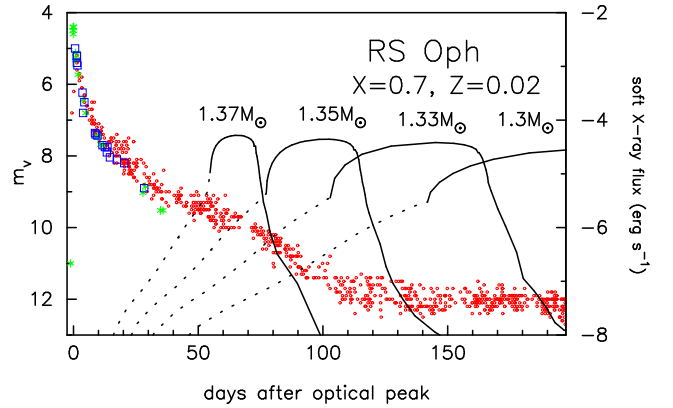 RS Oph
X=0.7, Z=0.02
1.37M⊙ 1.35M⊙ 1.33M⊙ 1.3M⊙
4
6
8
10
12
m_v
-2
-4
-6
-8
soft X-ray flux (erg s⁻¹)
0 50 100 150
days after optical peak